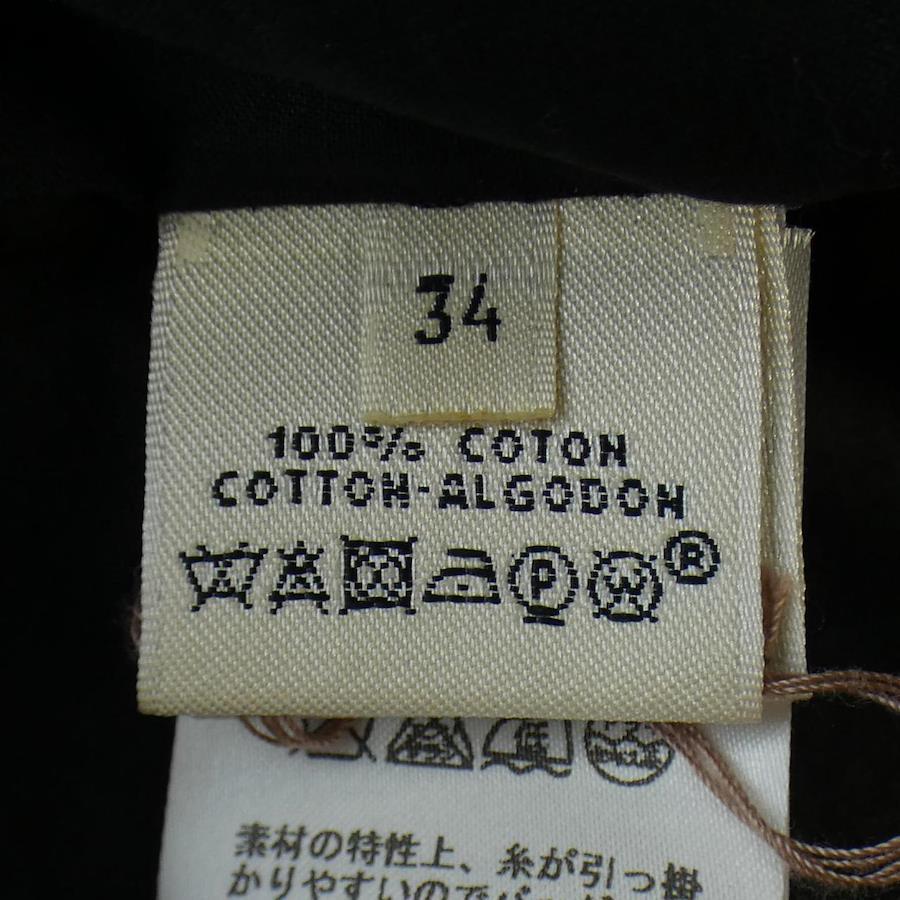 34
100% COTON
COTTON-ALGODON
P W ®
素材の特性上、糸が引っ掛
かりやすいので